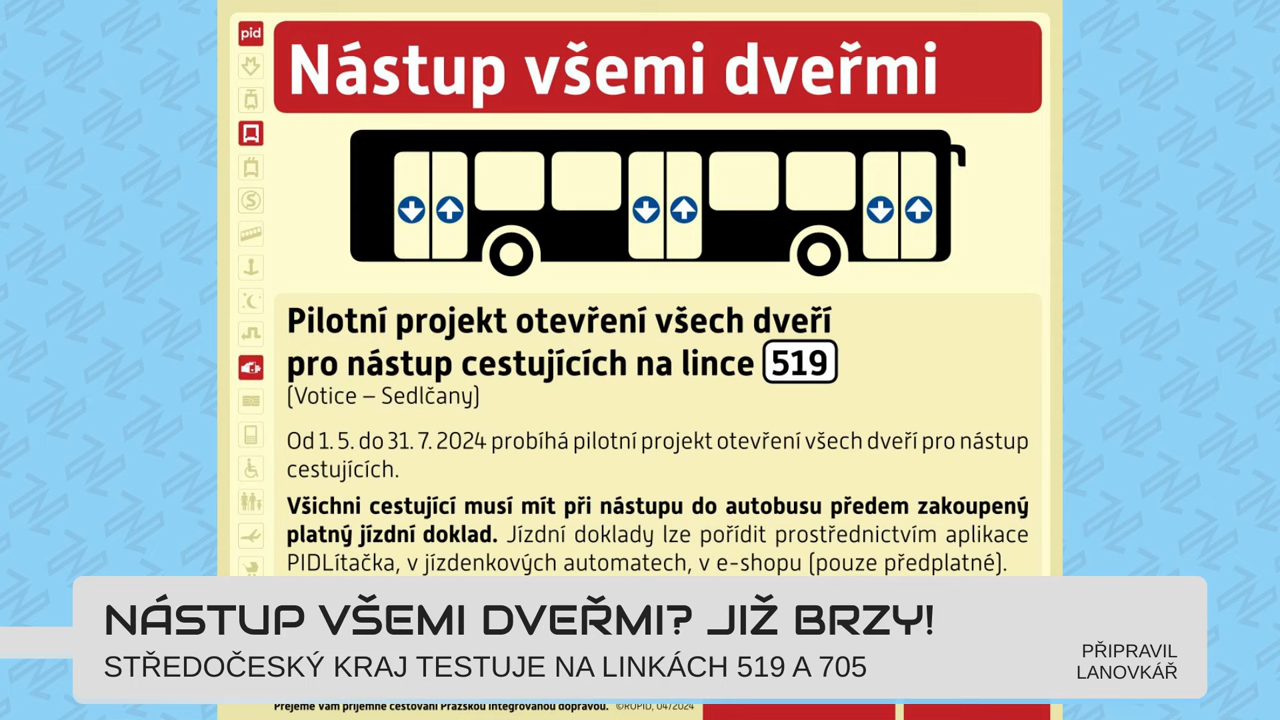 pid
Nástup všemi dveřmi
Pilotní projekt otevření všech dveří
pro nástup cestujících na lince 519
(Votice – Sedlčany)
Od 1. 5. do 31. 7. 2024 probíhá pilotní projekt otevření všech dveří pro nástup
cestujících.
Všichni cestující musí mít při nástupu do autobusu předem zakoupený
platný jízdní doklad. Jízdní doklady lze pořídit prostřednictvím aplikace
PIDLítačka, v jízdenkových automatech, v e-shopu (pouze předplatné).
NÁSTUP VŠEMI DVEŘMI? JIŽ BRZY!
STŘEDOČESKÝ KRAJ TESTUJE NA LINKÁCH 519 A 705
PŘIPRAVIL
LANOVKÁŘ
Přejeme Vám příjemné cestování Pražskou integrovanou dopravou. ©ROPID, 04/2024